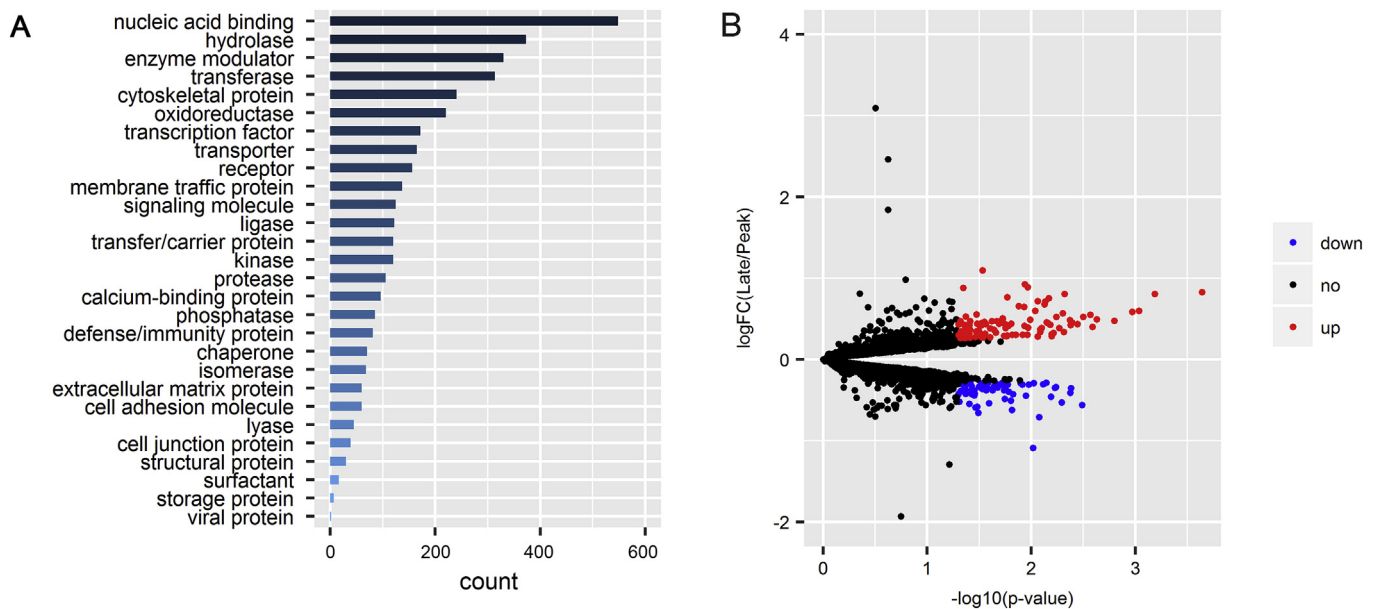 A
nucleic acid binding
hydrolase
enzyme modulator
transferase
cytoskeletal protein
oxidoreductase
transcription factor
transporter
receptor
membrane traffic protein
signaling molecule
ligase
transfer/carrier protein
kinase
protease
calcium-binding protein
phosphatase
defense/immunity protein
chaperone
isomerase
extracellular matrix protein
cell adhesion molecule
lyase
cell junction protein
structural protein
surfactant
storage protein
viral protein
0 200 400 600
count
B
logFC(Late/Peak)
4
2
0
-2
0 1 2 3
-log10(p-value)
down
no
up